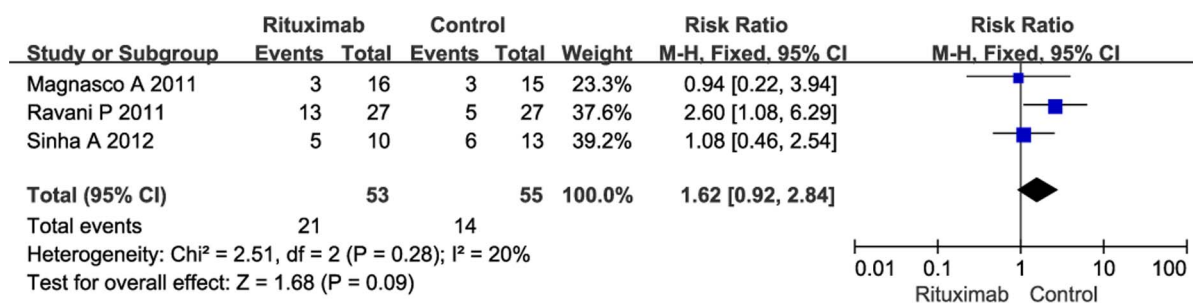 Rituximab Control Risk Ratio Risk Ratio
Study or Subgroup Events Total Events Total Weight M-H, Fixed, 95% CI M-H, Fixed, 95% CI
Magnasco A 2011 3 16 3 15 23.3% 0.94 [0.22, 3.94]
Ravani P 2011 13 27 5 27 37.6% 2.60 [1.08, 6.29]
Sinha A 2012 5 10 6 13 39.2% 1.08 [0.46, 2.54]
Total (95% CI) 53 55 100.0% 1.62 [0.92, 2.84]
Total events 21 14
Heterogeneity: Chi² = 2.51, df = 2 (P = 0.28); I² = 20%
Test for overall effect: Z = 1.68 (P = 0.09)
0.01 0.1 1 10 100
Rituximab Control